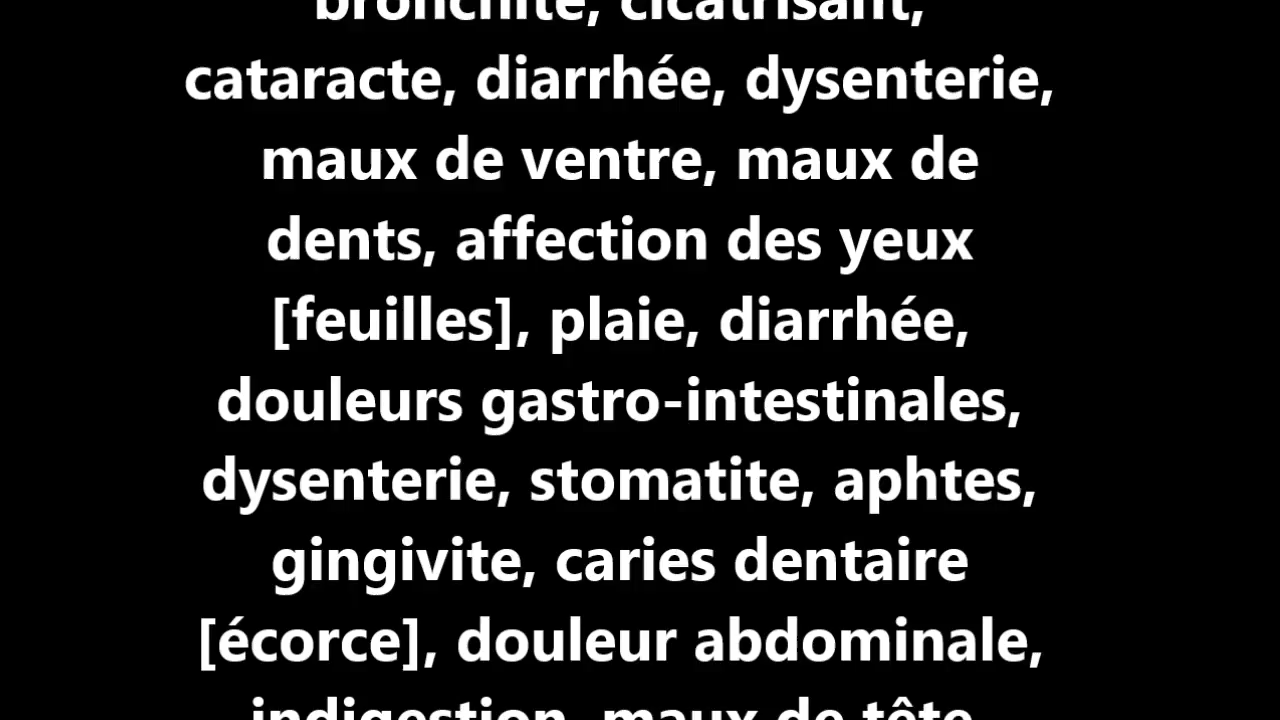 bronchite, cicatrisant,
cataracte, diarrhée, dysenterie,
maux de ventre, maux de
dents, affection des yeux
[feuilles], plaie, diarrhée,
douleurs gastro-intestinales,
dysenterie, stomatite, aphtes,
gingivite, caries dentaire
[écorce], douleur abdominale,
indigestion, maux de tête